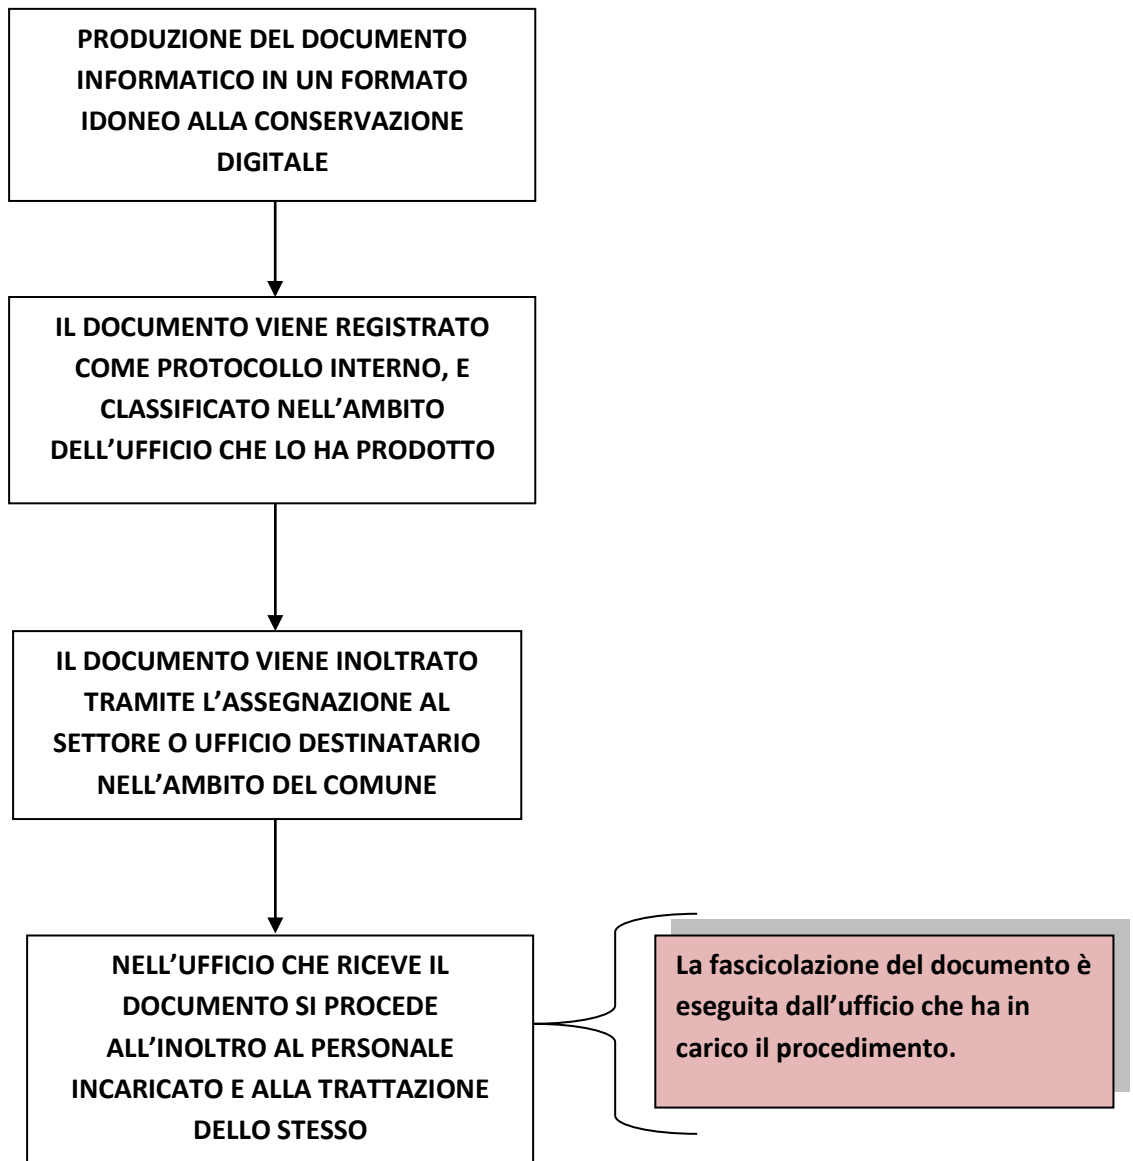 PRODUZIONE DEL DOCUMENTO
INFORMATICO IN UN FORMATO
IDONEO ALLA CONSERVAZIONE
DIGITALE
IL DOCUMENTO VIENE REGISTRATO
COME PROTOCOLLO INTERNO, E
CLASSIFICATO NELL’AMBITO
DELL’UFFICIO CHE LO HA PRODOTTO
IL DOCUMENTO VIENE INOLTRATO
TRAMITE L’ASSEGNAZIONE AL
SETTORE O UFFICIO DESTINATARIO
NELL’AMBITO DEL COMUNE
NELL’UFFICIO CHE RICEVE IL
DOCUMENTO SI PROCEDE
ALL’INOLTRO AL PERSONALE
INCARICATO E ALLA TRATTAZIONE
DELLO STESSO
La fascicolazione del documento è
eseguita dall’ufficio che ha in
carico il procedimento.